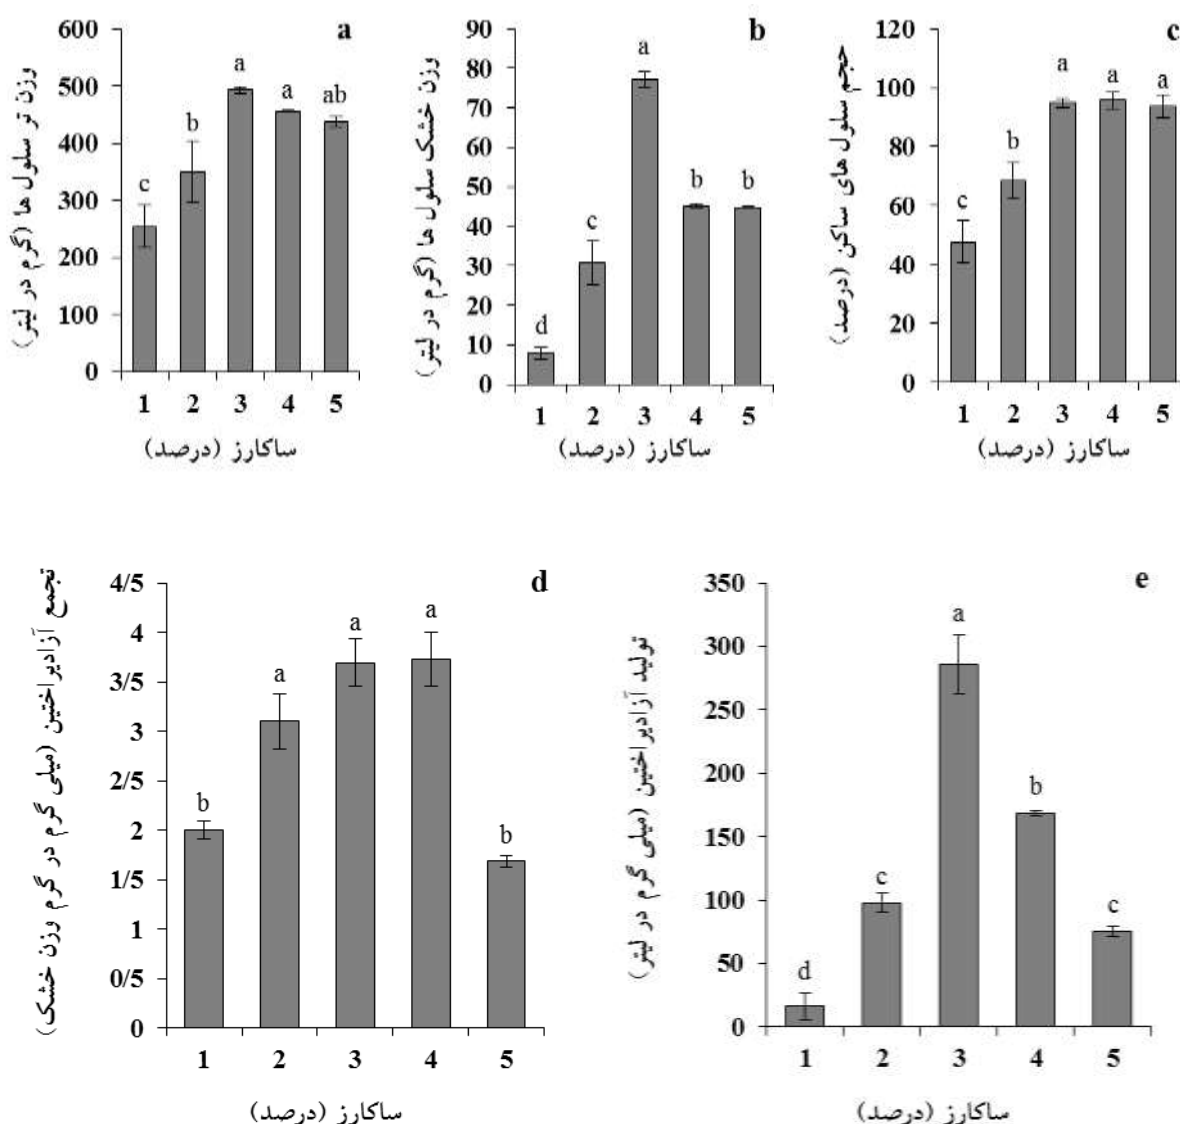 a
وزن تر سلول ها (گرم در لیتر)
600
500
400
300
200
100
0
c
b
a
a
ab
1 2 3 4 5
ساکارز (درصد)
b
وزن خشک سلول ها (گرم در لیتر)
90
80
70
60
50
40
30
20
10
0
d
c
a
b
b
1 2 3 4 5
ساکارز (درصد)
c
حجم سلول های ساکن (درصد)
120
100
80
60
40
20
0
c
b
a
a
a
1 2 3 4 5
ساکارز (درصد)
d
تجمع آزادیراختین (میلی گرم در گرم وزن خشک)
4/5
4
3/5
3
2/5
2
1/5
1
0/5
0
b
a
a
a
b
1 2 3 4 5
ساکارز (درصد)
e
تولید آزادیراختین (میلی گرم در لیتر)
350
300
250
200
150
100
50
0
d
c
a
b
c
1 2 3 4 5
ساکارز (درصد)